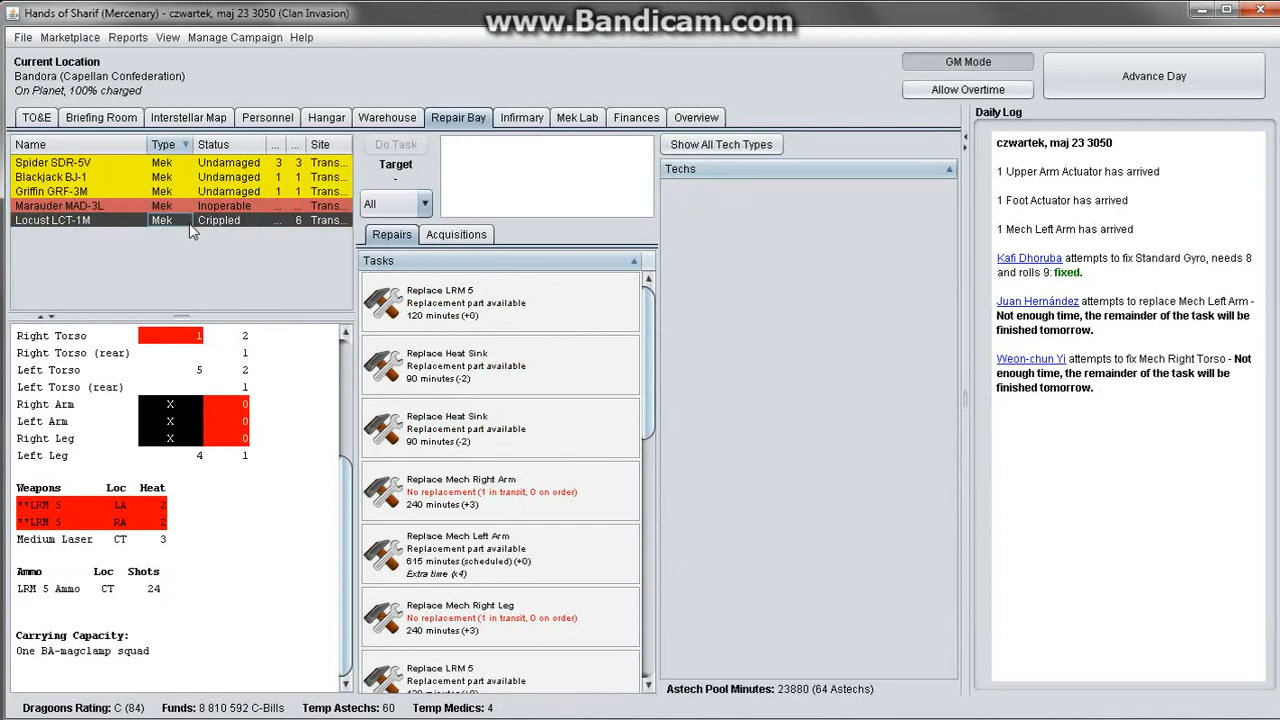 Hands of Sharif (Mercenary) - czwartek, maj 23 3050 (Clan Invasion)
www.Bandicam.com
File Marketplace Reports View Manage Campaign Help
Current Location
Bandora (Capellan Confederation)
On Planet, 100% charged
GM Mode
Allow Overtime
Advance Day
TO&E Briefing Room Interstellar Map Personnel Hangar Warehouse Repair Bay Infirmary Mek Lab Finances Overview
Name Type Status ... ... Site
Spider SDR-5V Mek Undamaged 3 3 Trans...
Blackjack BJ-1 Mek Undamaged 1 1 Trans...
Griffin GRF-3M Mek Undamaged 1 1 Trans...
Marauder MAD-3L Mek Inoperable Trans...
Locust LCT-1M Mek Crippled ... 6 Trans...
Right Torso 1 2
Right Torso (rear) 1
Left Torso 5 2
Left Torso (rear) 1
Right Arm X 0
Left Arm X 0
Right Leg X 0
Left Leg 4 1
Weapons Loc Heat
**LRM 5 LA 2
**LRM 5 RA 2
Medium Laser CT 3
Ammo Loc Shots
LRM 5 Ammo CT 24
Carrying Capacity:
One BA-magclamp squad
Do Task
Target
-
All
Repairs Acquisitions
Tasks
Replace LRM 5
Replacement part available
120 minutes (+0)
Replace Heat Sink
Replacement part available
90 minutes (-2)
Replace Heat Sink
Replacement part available
90 minutes (-2)
Replace Mech Right Arm
No replacement (1 in transit, 0 on order)
240 minutes (+3)
Replace Mech Left Arm
Replacement part available
615 minutes (scheduled) (+0)
Extra time (x4)
Replace Mech Right Leg
No replacement (1 in transit, 0 on order)
240 minutes (+3)
Replace LRM 5
Replacement part available
Show All Tech Types
Techs
Astech Pool Minutes: 23880 (64 Astechs)
Daily Log
czwartek, maj 23 3050
1 Upper Arm Actuator has arrived
1 Foot Actuator has arrived
1 Mech Left Arm has arrived
Kafi Dhoruba attempts to fix Standard Gyro, needs 8
and rolls 9: fixed.
Juan Hernández attempts to replace Mech Left Arm -
Not enough time, the remainder of the task will be
finished tomorrow.
Weon-chun Yi attempts to fix Mech Right Torso - Not
enough time, the remainder of the task will be
finished tomorrow.
Dragoons Rating: C (84) Funds: 8 810 592 C-Bills Temp Astechs: 60 Temp Medics: 4